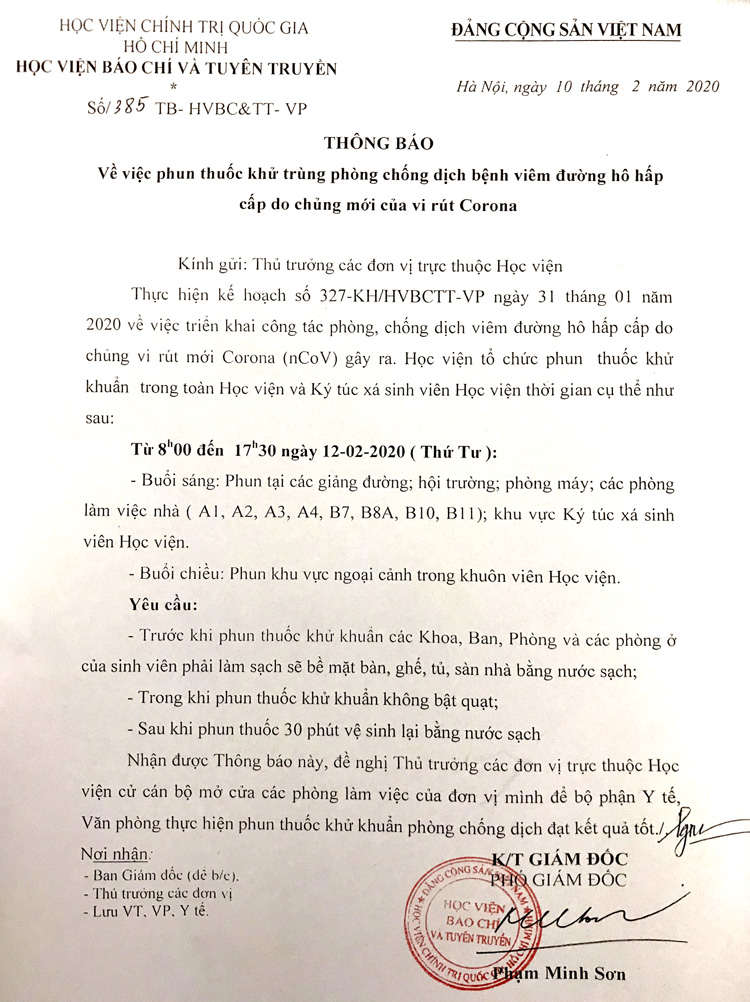 HỌC VIỆN CHÍNH TRỊ QUỐC GIA
HỒ CHÍ MINH
HỌC VIỆN BÁO CHÍ VÀ TUYÊN TRUYỀN
*
Số/385 TB- HVBC&TT- VP
ĐẢNG CỘNG SẢN VIỆT NAM
Hà Nội, ngày 10 tháng 2 năm 2020
THÔNG BÁO
Về việc phun thuốc khử trùng phòng chống dịch bệnh viêm đường hô hấp
cấp do chủng mới của vi rút Corona
Kính gửi: Thủ trưởng các đơn vị trực thuộc Học viện
Thực hiện kế hoạch số 327-KH/HVBCTT-VP ngày 31 tháng 01 năm
2020 về việc triển khai công tác phòng, chống dịch viêm đường hô hấp cấp do
chủng vi rút mới Corona (nCoV) gây ra. Học viện tổ chức phun thuốc khử
khuẩn trong toàn Học viện và Ký túc xá sinh viên Học viện thời gian cụ thể như
sau:
Từ 8h00 đến 17h30 ngày 12-02-2020 ( Thứ Tư ):
- Buổi sáng: Phun tại các giảng đường; hội trường; phòng máy; các phòng
làm việc nhà ( A1, A2, A3, A4, B7, B8A, B10, B11); khu vực Ký túc xá sinh
viên Học viện.
- Buổi chiều: Phun khu vực ngoại cảnh trong khuôn viên Học viện.
Yêu cầu:
- Trước khi phun thuốc khử khuẩn các Khoa, Ban, Phòng và các phòng ở
của sinh viên phải làm sạch sẽ bề mặt bàn, ghế, tủ, sàn nhà bằng nước sạch;
- Trong khi phun thuốc khử khuẩn không bật quạt;
- Sau khi phun thuốc 30 phút vệ sinh lại bằng nước sạch
Nhận được Thông báo này, đề nghị Thủ trưởng các đơn vị trực thuộc Học
viện cử cán bộ mở cửa các phòng làm việc của đơn vị mình để bộ phận Y tế,
Văn phòng thực hiện phun thuốc khử khuẩn phòng chống dịch đạt kết quả tốt./
Nơi nhận:
- Ban Giám đốc (để b/c),
- Thủ trưởng các đơn vị
- Lưu VT, VP, Y tế.
K/T GIÁM ĐỐC
PHÓ GIÁM ĐỐC
ĐẢNG CỘNG SẢN VIỆT NAM
HỌC VIỆN
BÁO CHÍ
VÀ TUYÊN TRUYỀN
HỌC VIỆN CHÍNH TRỊ QUỐC GIA HỒ CHÍ MINH
Phạm Minh Sơn